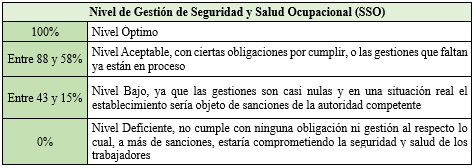 Nivel de Gestión de Seguridad y Salud Ocupacional (SSO)
100% Nivel Óptimo
Entre 88 y 58% Nivel Aceptable, con ciertas obligaciones por cumplir, o las gestiones que faltan
ya están en proceso
Entre 43 y 15% Nivel Bajo, ya que las gestiones son casi nulas y en una situación real el
establecimiento sería objeto de sanciones de la autoridad competente
0% Nivel Deficiente, no cumple con ninguna obligación ni gestión al respecto lo
cual, a más de sanciones, estaría comprometiendo la seguridad y salud de los
trabajadores